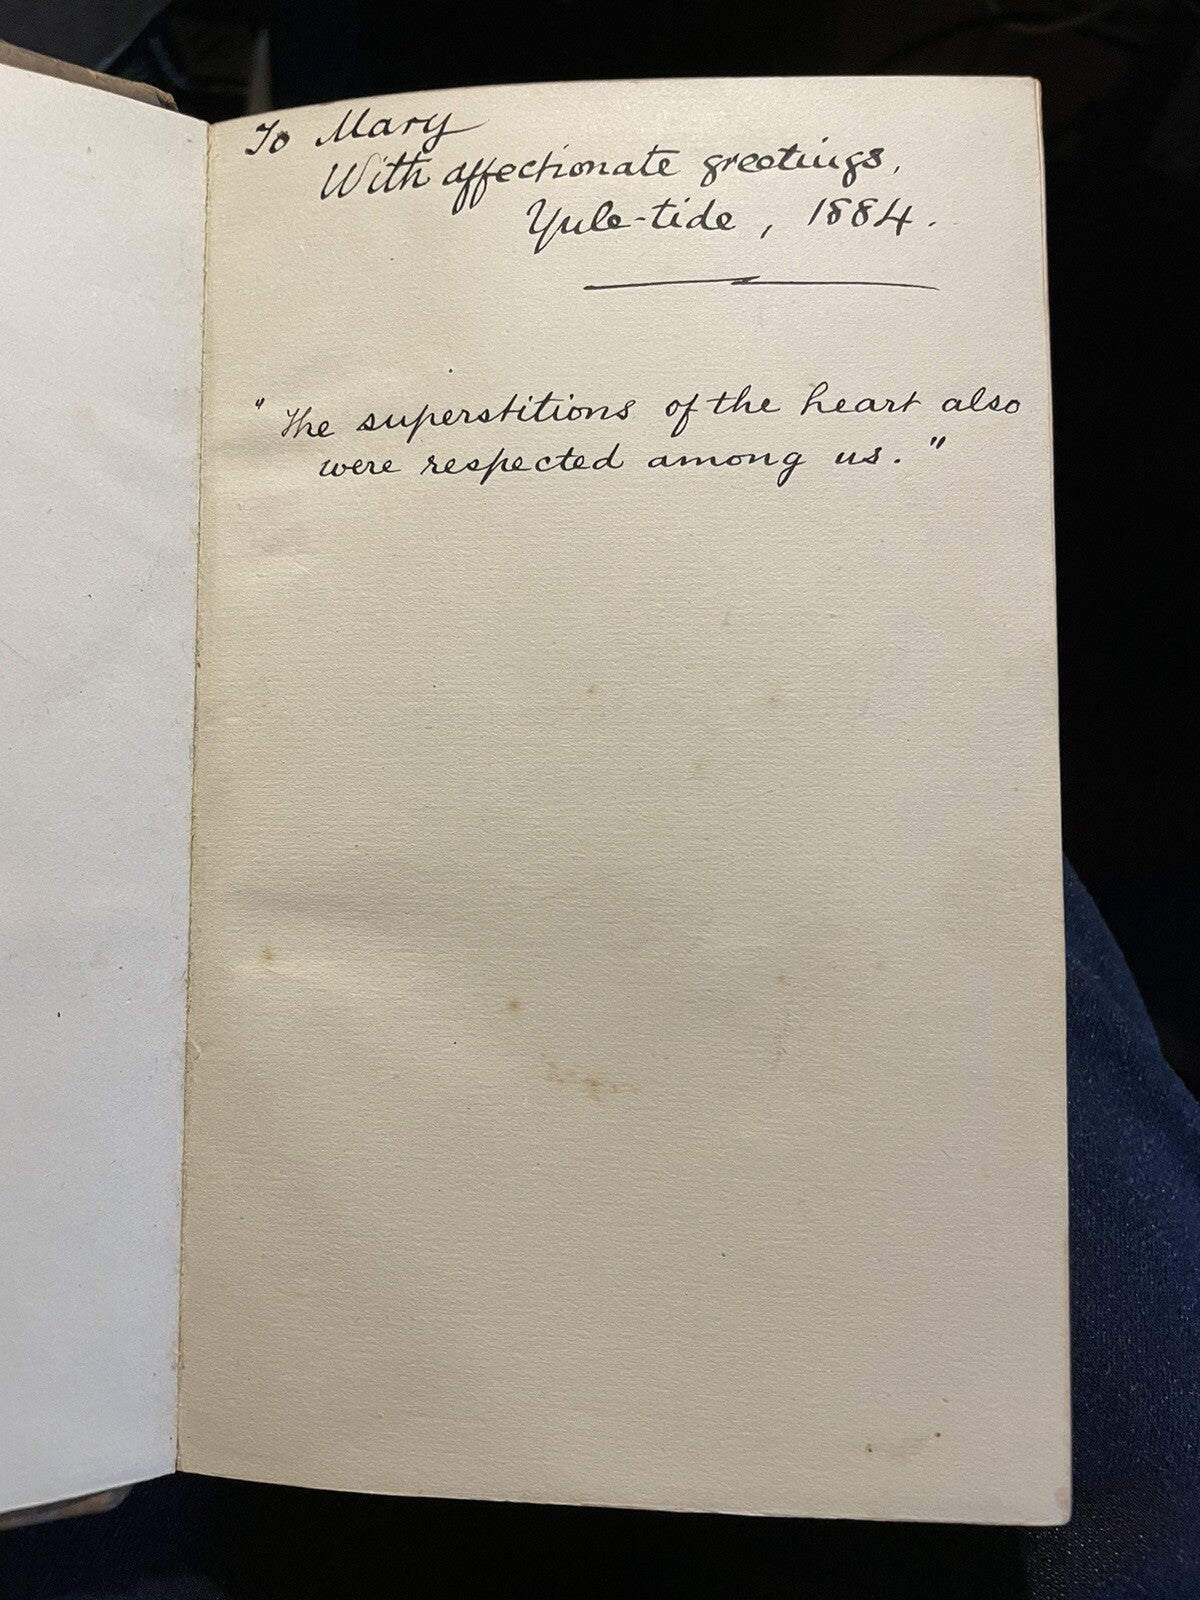 To Mary
With affectionate greetings.
Yule-tide, 1884.
"The superstitions of the heart also
were respected among us."